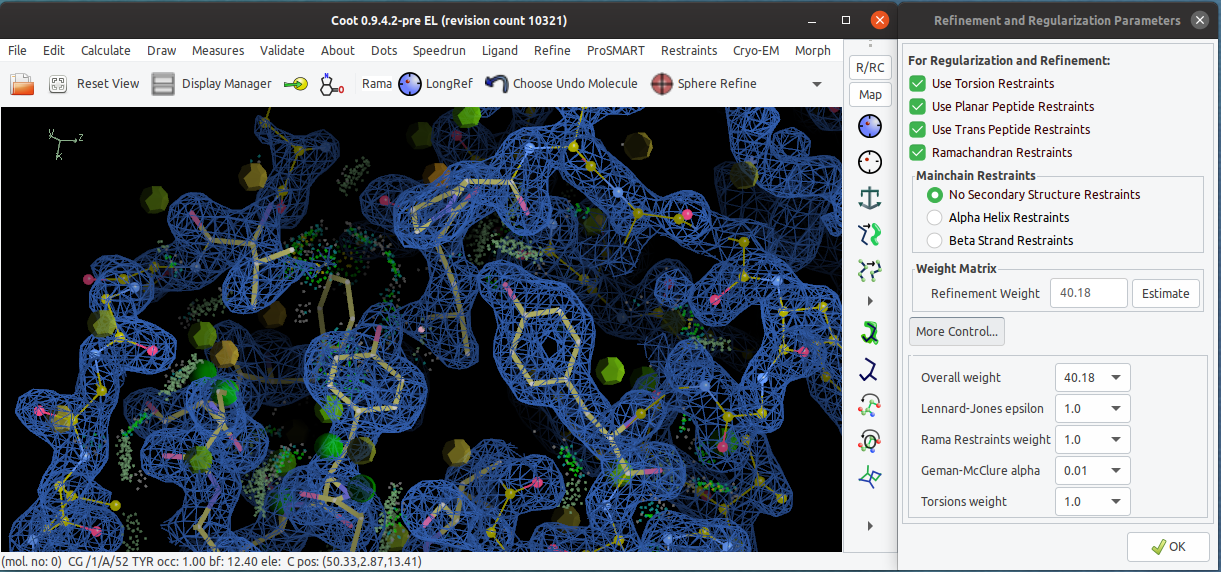 Coot 0.9.4.2-pre EL (revision count 10321)
File Edit Calculate Draw Measures Validate About Dots Speedrun Ligand Refine ProSMART Restraints Cryo-EM Morph
Reset View Display Manager Rama LongRef Choose Undo Molecule Sphere Refine
R/RC
Map
(mol. no: 0) CG /1/A/52 TYR occ: 1.00 bf: 12.40 ele: C pos: (50.33,2.87,13.41)
Refinement and Regularization Parameters
For Regularization and Refinement:
Use Torsion Restraints
Use Planar Peptide Restraints
Use Trans Peptide Restraints
Ramachandran Restraints
Mainchain Restraints
No Secondary Structure Restraints
Alpha Helix Restraints
Beta Strand Restraints
Weight Matrix
Refinement Weight 40.18 Estimate
More Control...
Overall weight 40.18
Lennard-Jones epsilon 1.0
Rama Restraints weight 1.0
Geman-McClure alpha 0.01
Torsions weight 1.0
OK